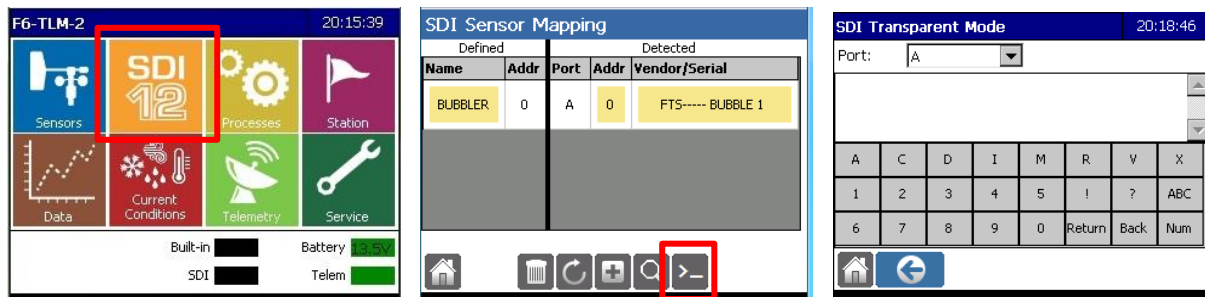 F6-TLM-2 20:15:39
SDI
12
Sensors Processes Station
Data Current Conditions Telemetry Service
Built-in Battery 13.5V
SDI Telem
SDI Sensor Mapping
Defined Detected
Name Addr Port Addr Vendor/Serial
BUBBLER 0 A 0 FTS----- BUBBLE 1
>_
SDI Transparent Mode 20:18:46
Port: A
A C D I M R V X
1 2 3 4 5 ! ? ABC
6 7 8 9 0 Return Back Num